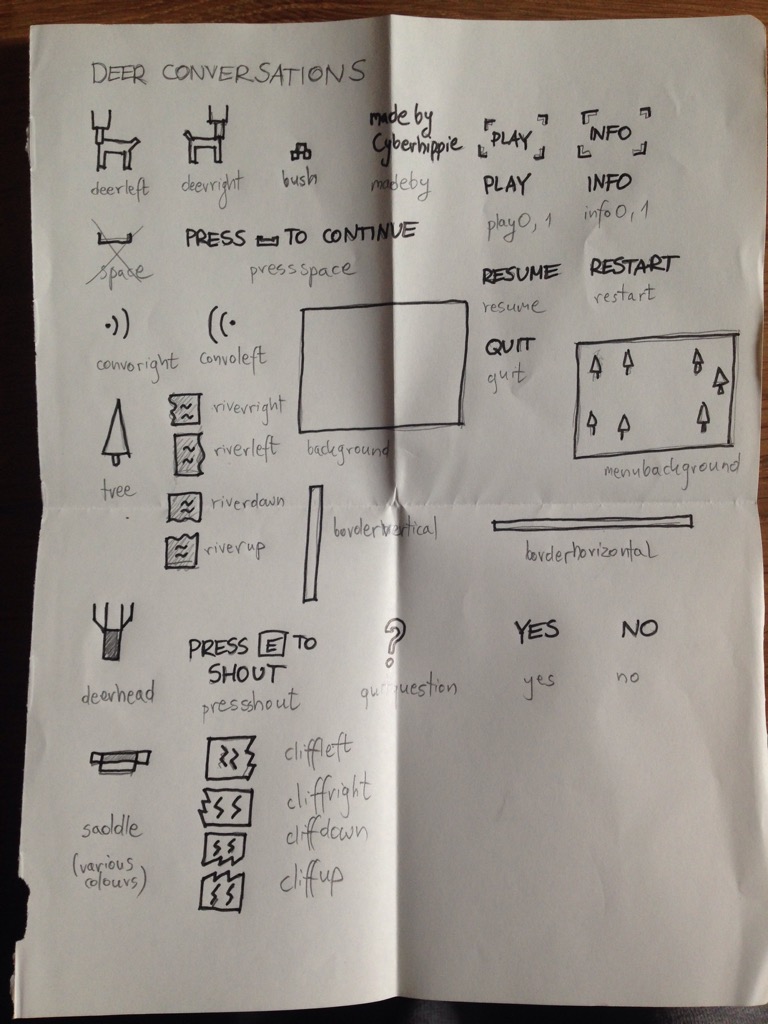 DEER CONVERSATIONS
made by
Cyberhippie
PLAY
INFO
deerleft
deerright
bush
madeby
PLAY
INFO
play0, 1
info0, 1
PRESS TO CONTINUE
space
pressspace
RESUME
RESTART
resume
restart
convoright
convoleft
QUIT
quit
riverright
riverleft
background
menubackground
tree
riverdown
bordervertical
riverup
borderhorizontal
PRESS E TO
SHOUT
?
YES
NO
deerhead
pressshout
question
yes
no
cliffleft
cliffright
saddle
cliffdown
(various
colours)
cliffup